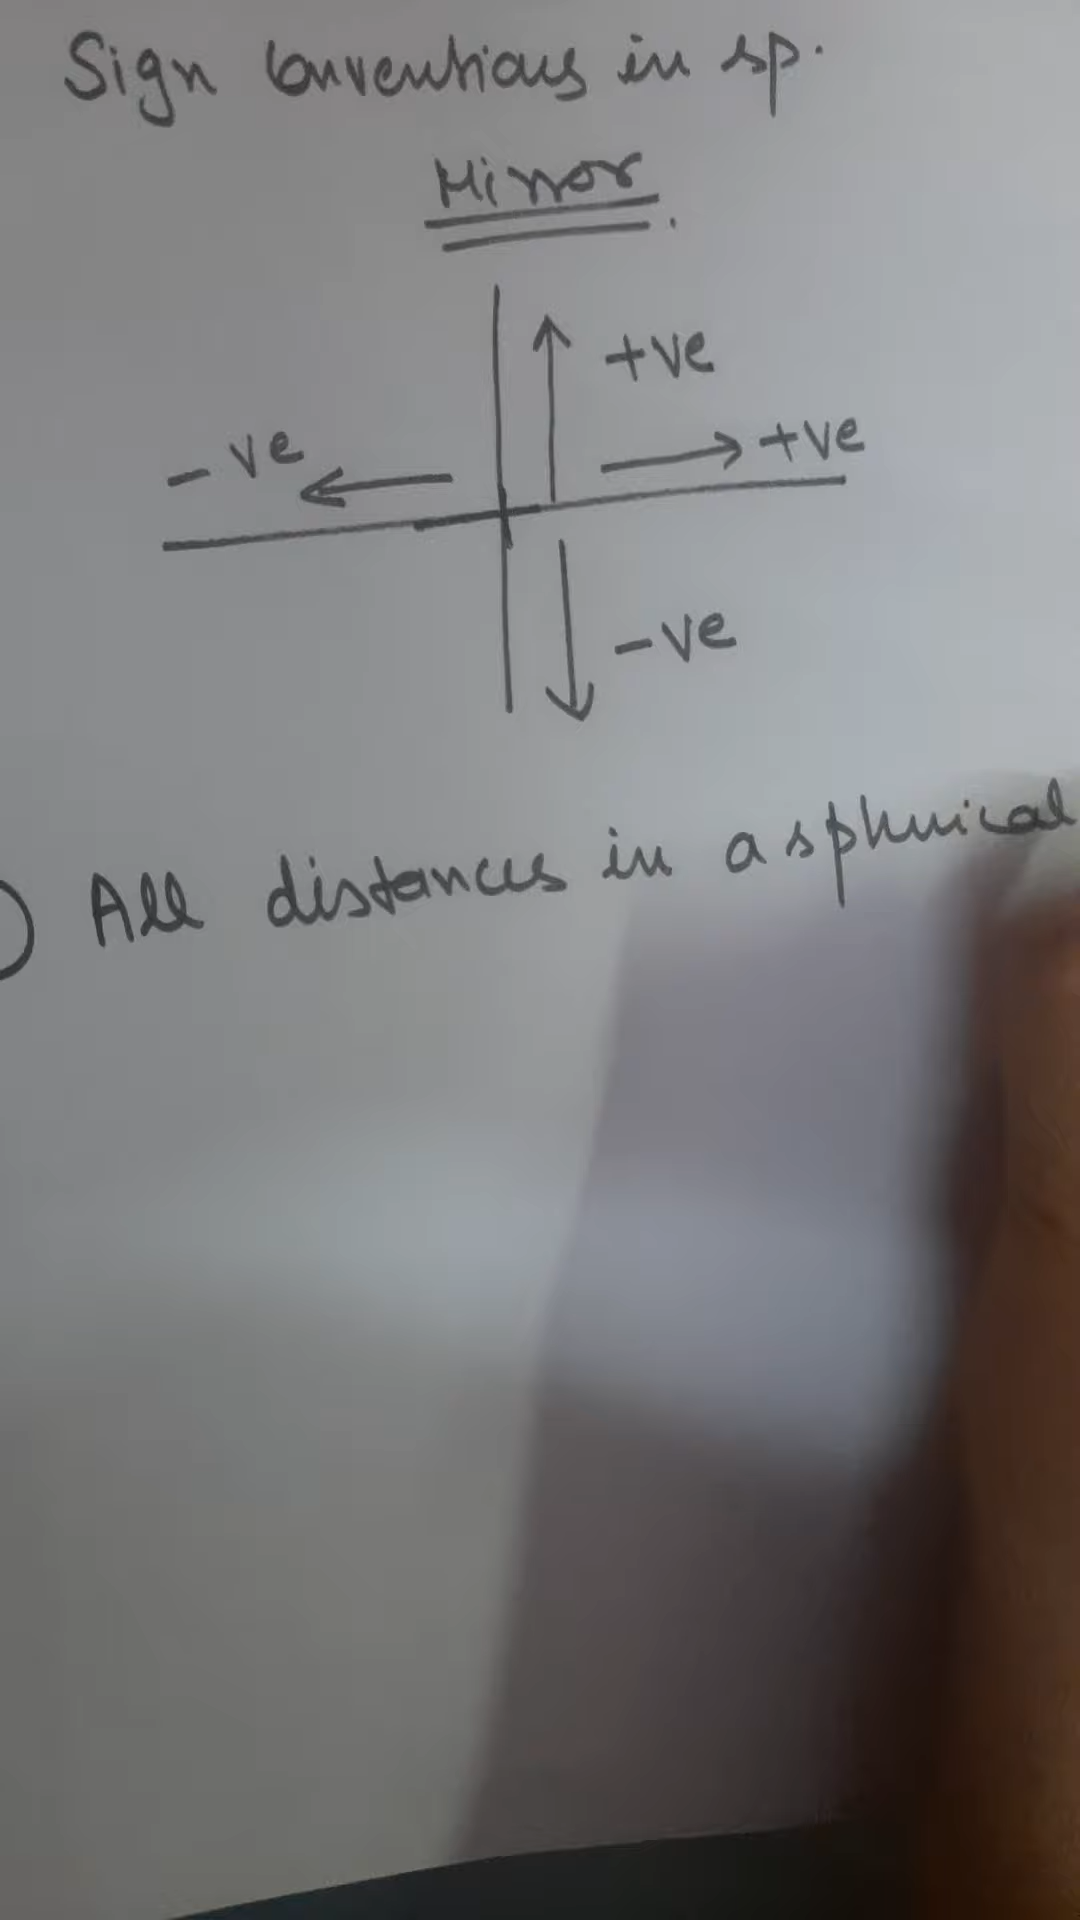 Sign Conventions in sp.
Mirror.
+ve
-ve
+ve
-ve
) All distances in a spherical